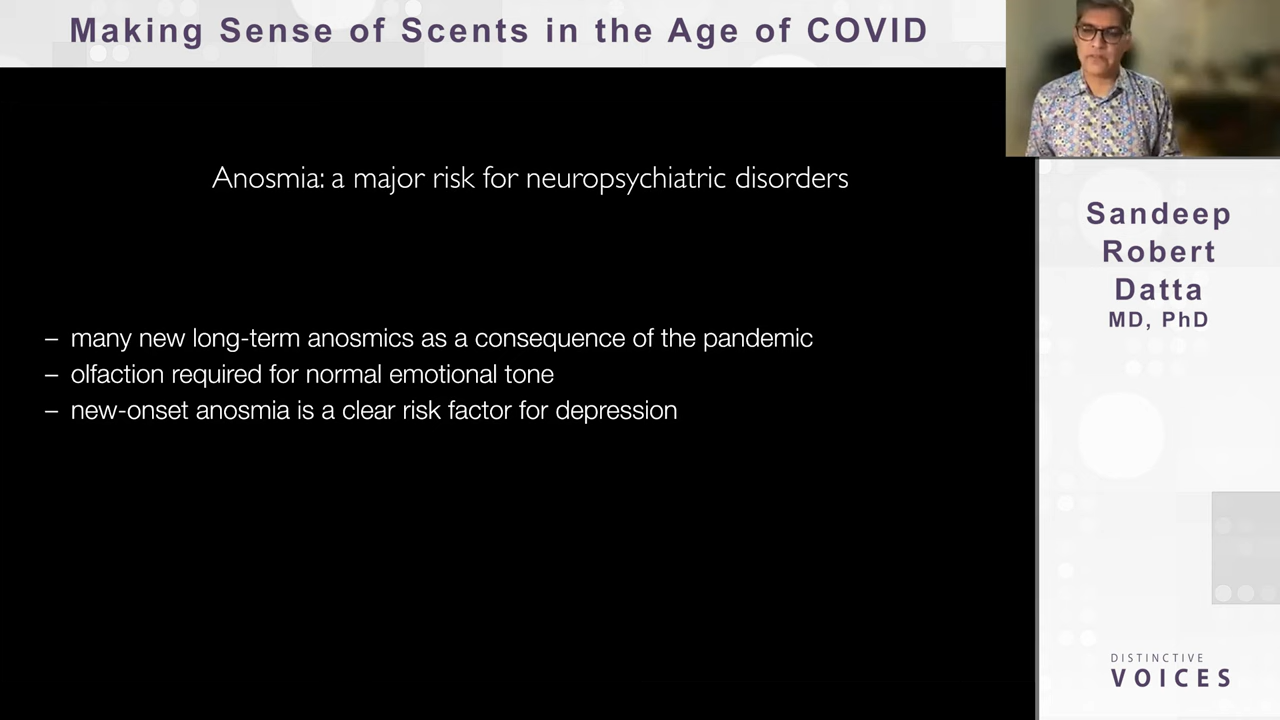 Making Sense of Scents in the Age of COVID
Anosmia: a major risk for neuropsychiatric disorders
– many new long-term anosmics as a consequence of the pandemic
– olfaction required for normal emotional tone
– new-onset anosmia is a clear risk factor for depression
Sandeep
Robert
Datta
MD, PhD
DISTINCTIVE
VOICES